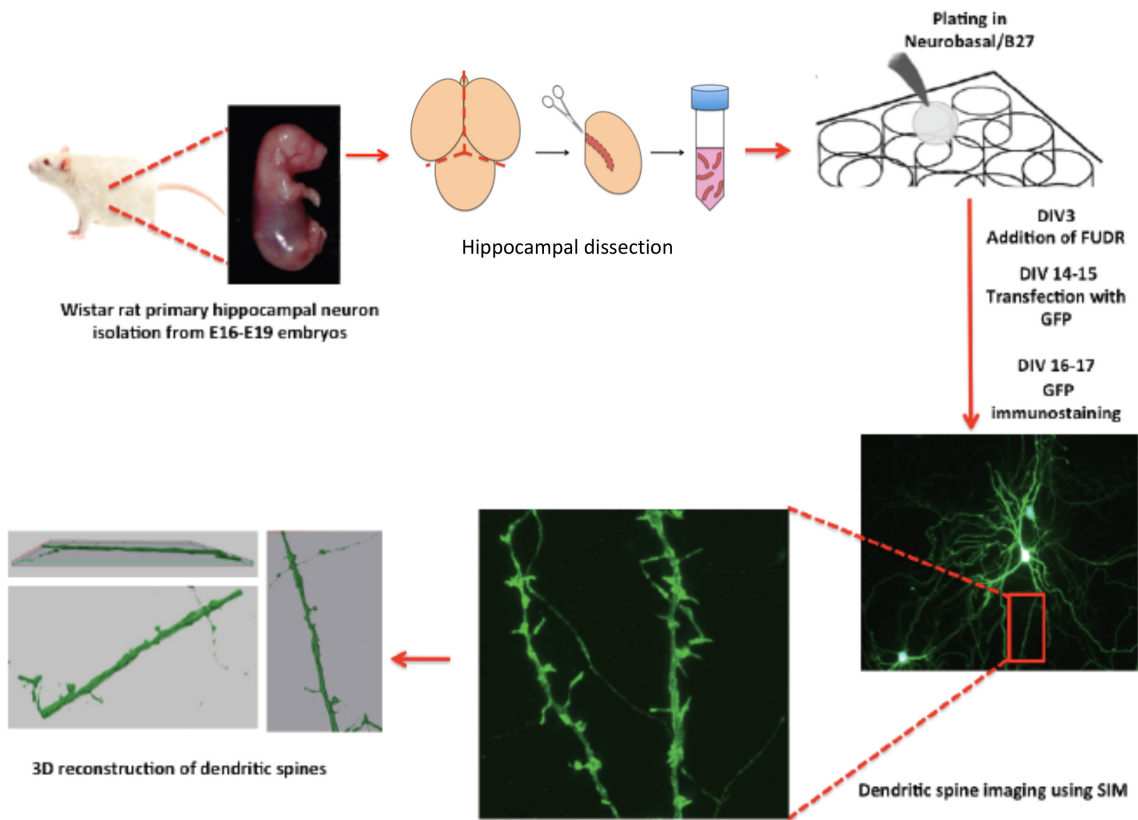 Plating in
Neurobasal/B27
Hippocampal dissection
Wistar rat primary hippocampal neuron
isolation from E16-E19 embryos
DIV3
Addition of FUDR
DIV 14-15
Transfection with
GFP
DIV 16-17
GFP
immunostaining
3D reconstruction of dendritic spines
Dendritic spine imaging using SIM